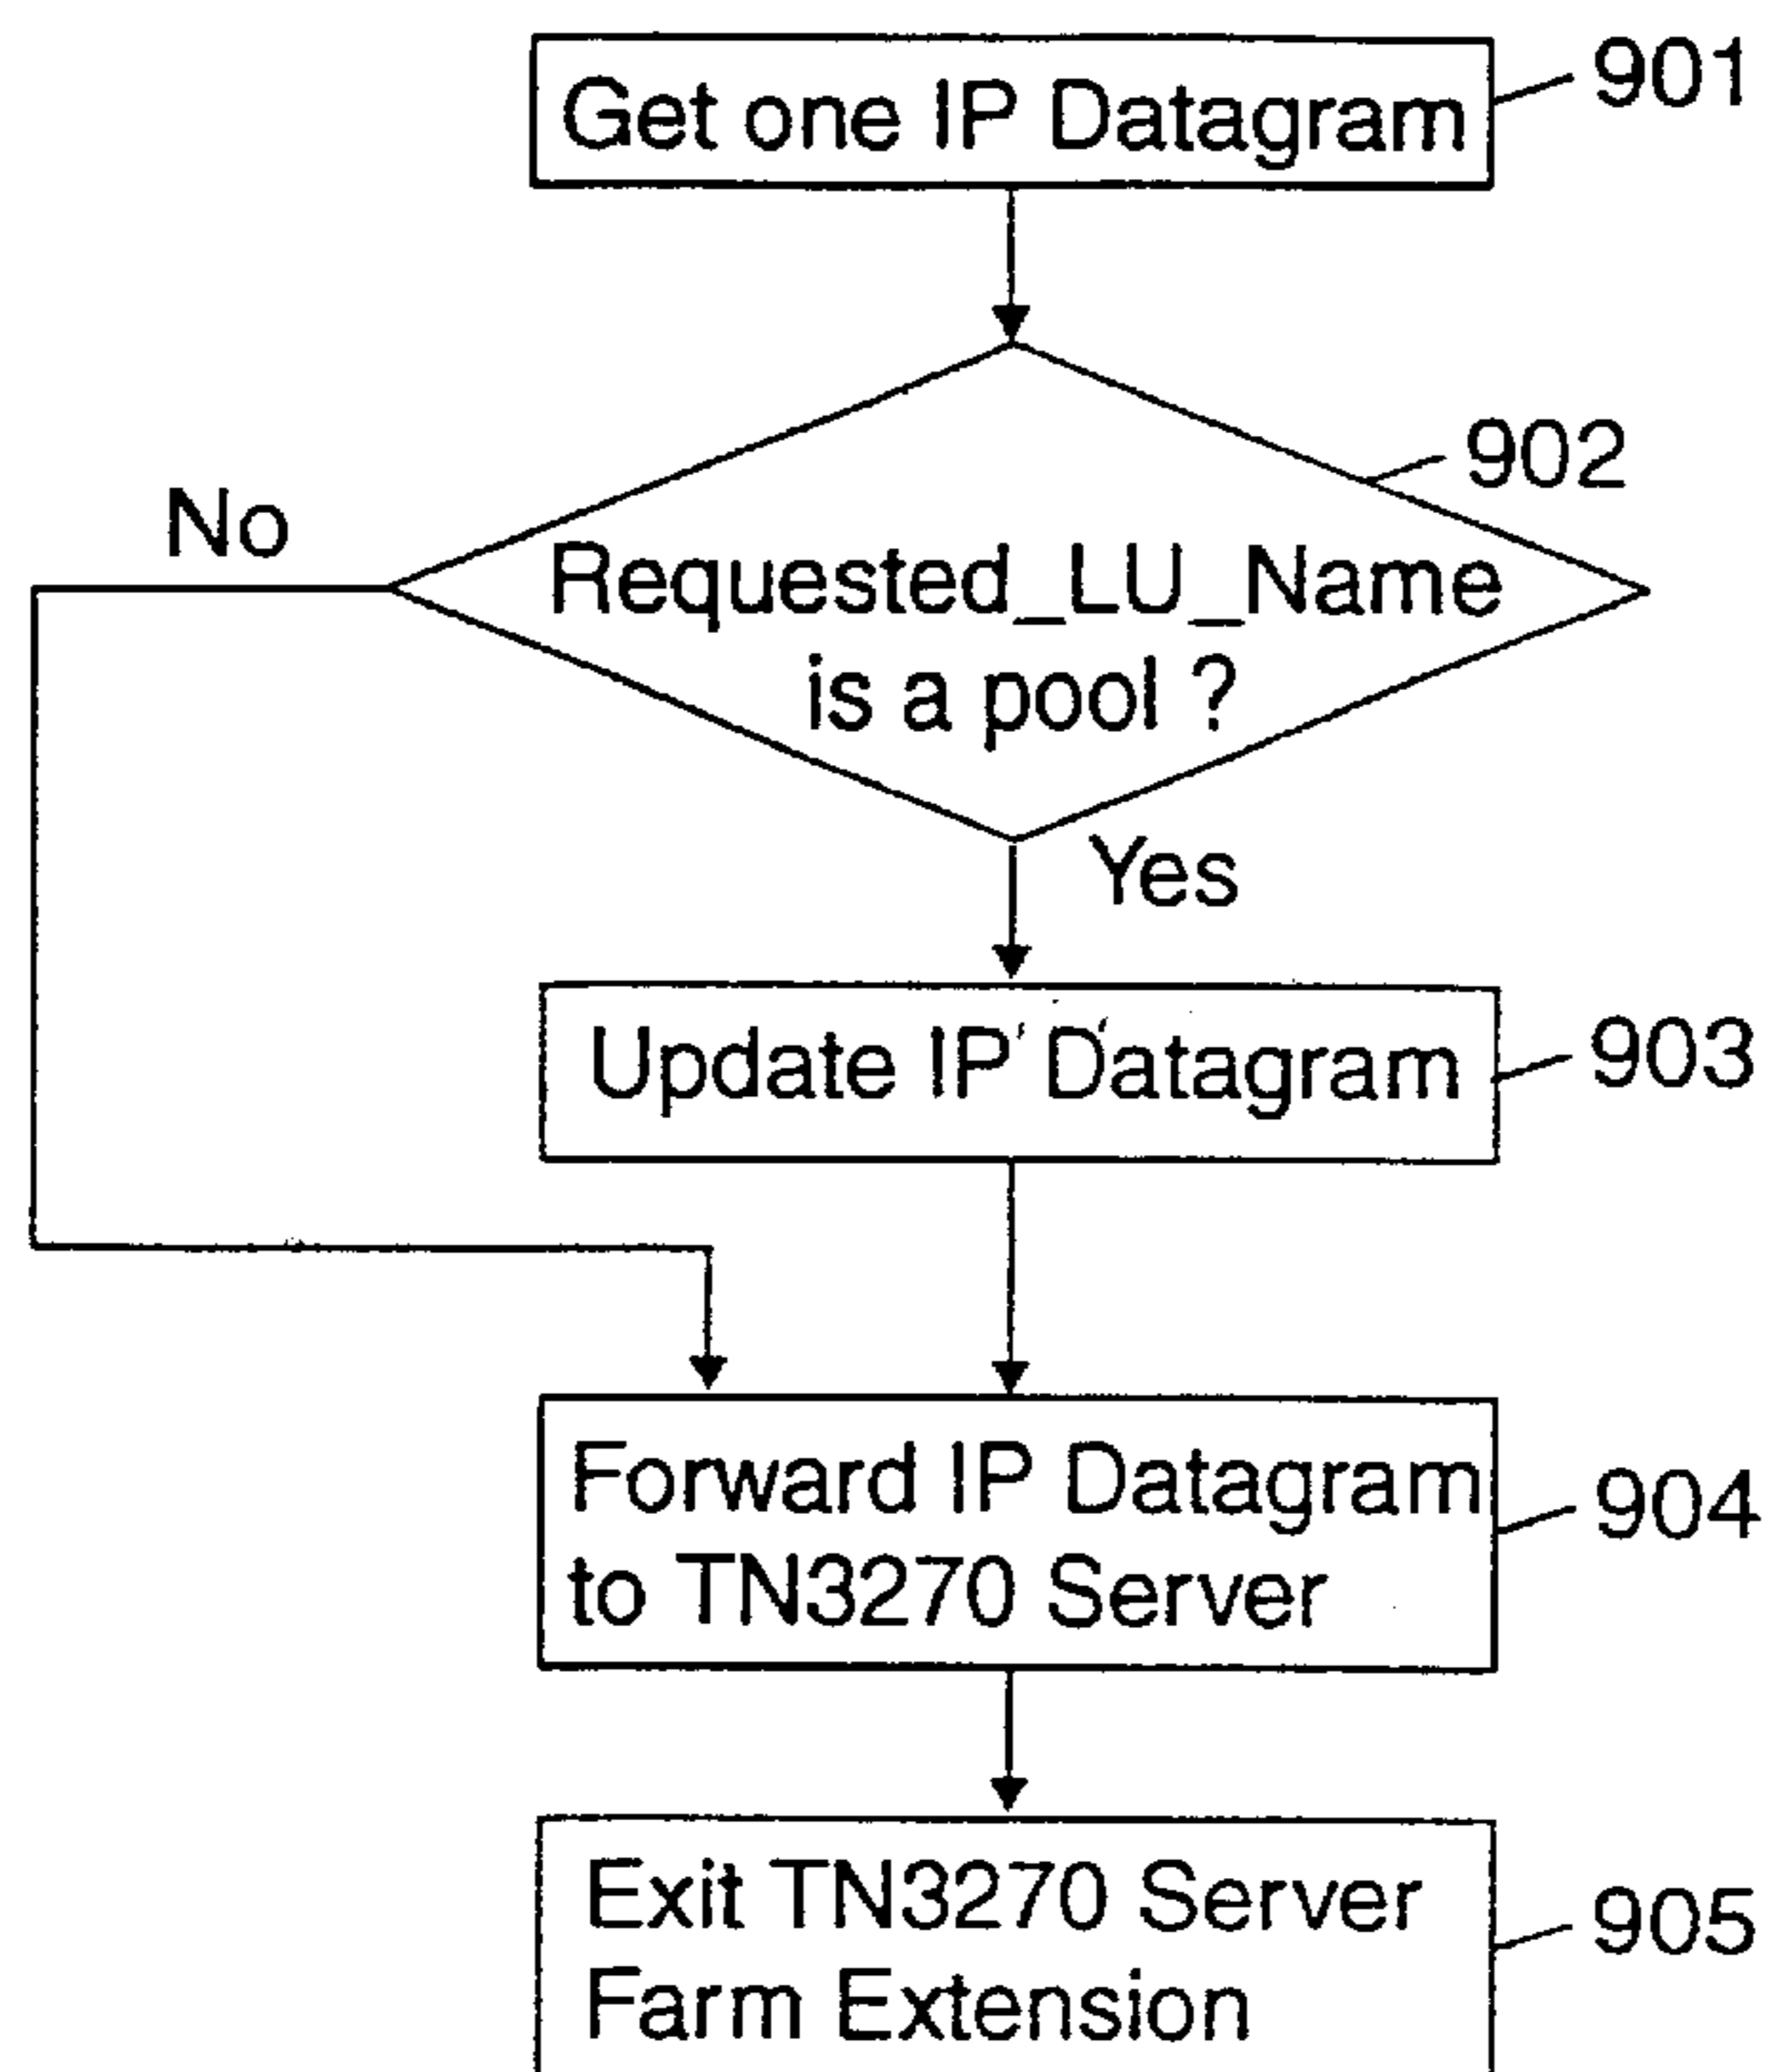 Get one IP Datagram
901
902
No
Requested_LU_Name
is a pool ?
Yes
Update IP Datagram
903
Forward IP Datagram
to TN3270 Server
904
Exit TN3270 Server
Farm Extension
905